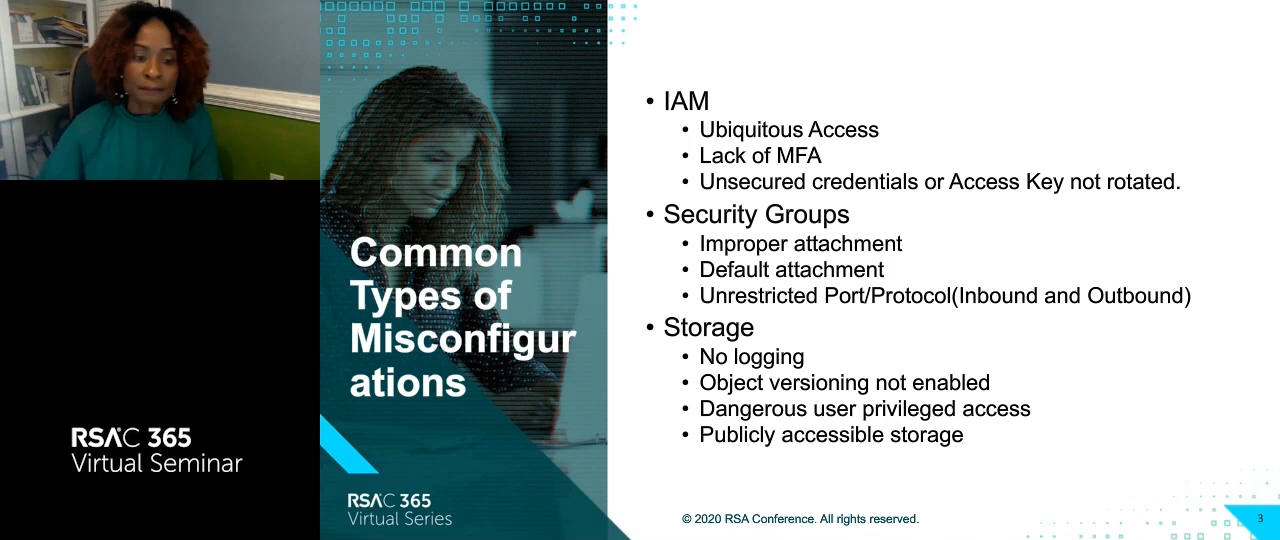 RSAC 365
Virtual Seminar
Common
Types of
Misconfigur
ations
RSAC 365
Virtual Series
• IAM
• Ubiquitous Access
• Lack of MFA
• Unsecured credentials or Access Key not rotated.
• Security Groups
• Improper attachment
• Default attachment
• Unrestricted Port/Protocol(Inbound and Outbound)
• Storage
• No logging
• Object versioning not enabled
• Dangerous user privileged access
• Publicly accessible storage
© 2020 RSA Conference. All rights reserved.
3